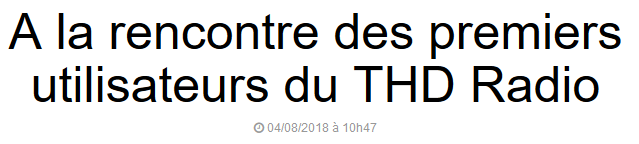 A la rencontre des premiers
utilisateurs du THD Radio
04/08/2018 à 10h47